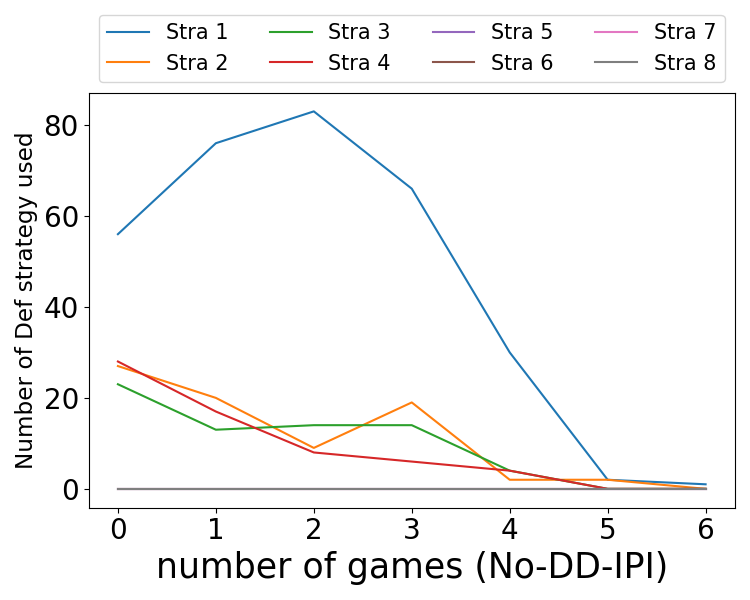 Stra 1 Stra 3 Stra 5 Stra 7
Stra 2 Stra 4 Stra 6 Stra 8
Number of Def strategy used
80
60
40
20
0
0 1 2 3 4 5 6
number of games (No-DD-IPI)